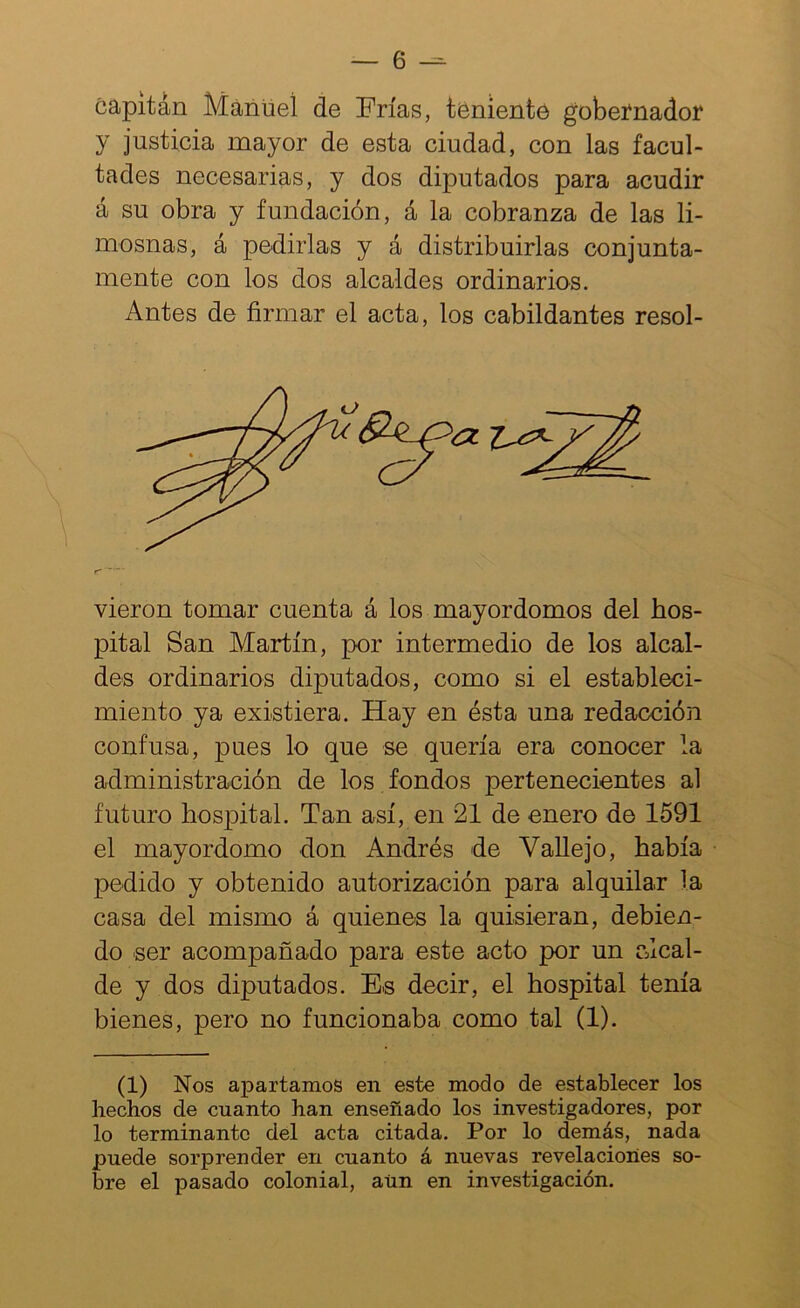 — 6 —
capitán Manuel de Frías, teniente gobernador
y justicia mayor de esta ciudad, con las facul-
tades necesarias, y dos diputados para acudir
á su obra y fundación, á la cobranza de las li-
mosnas, á pedirlas y á distribuirlas conjunta-
mente con los dos alcaldes ordinarios.
Antes de firmar el acta, los cabildantes resol-
vieron tomar cuenta á los mayordomos del hos-
pital San Martín, por intermedio de los alcal-
des ordinarios diputados, como si el estableci-
miento ya existiera. Hay en ésta una redacción
confusa, pues lo que se quería era conocer la
administración de los fondos pertenecientes al
futuro hospital. Tan así, en 21 de enero de 1591
el mayordomo don Andrés de Vallejo, había
pedido y obtenido autorización para alquilar la
casa del mismo á quienes la quisieran, debien-
do ser acompañado para este acto por un alcal-
de y dos diputados. Es decir, el hospital tenía
bienes, pero no funcionaba como tal (1).
(1) Nos apartamos en este modo de establecer los
hechos de cuanto han enseñado los investigadores, por
lo terminante del acta citada. Por lo demás, nada
puede sorprender en cuanto á nuevas revelaciones so-
bre el pasado colonial, aún en investigación.